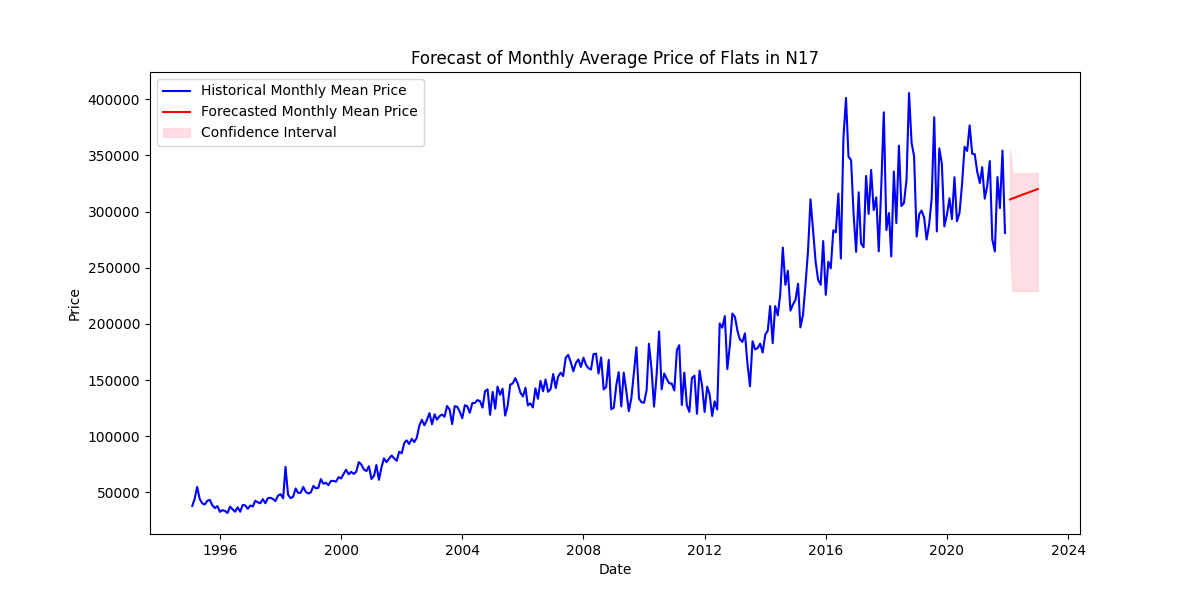 Forecast of Monthly Average Price of Flats in N17
Historical Monthly Mean Price
Forecasted Monthly Mean Price
Confidence Interval
400000
350000
300000
250000
200000
150000
100000
50000
Price
1996 2000 2004 2008 2012 2016 2020 2024
Date